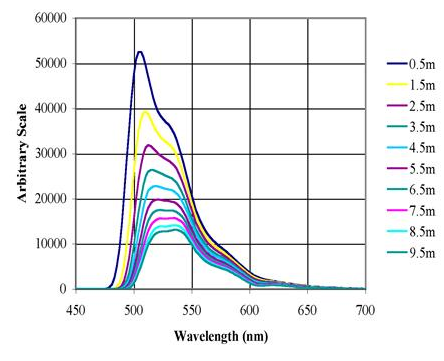 60000
50000
40000
30000
20000
10000
0
Arbitrary Scale
450 500 550 600 650 700
Wavelength (nm)
0.5m
1.5m
2.5m
3.5m
4.5m
5.5m
6.5m
7.5m
8.5m
9.5m